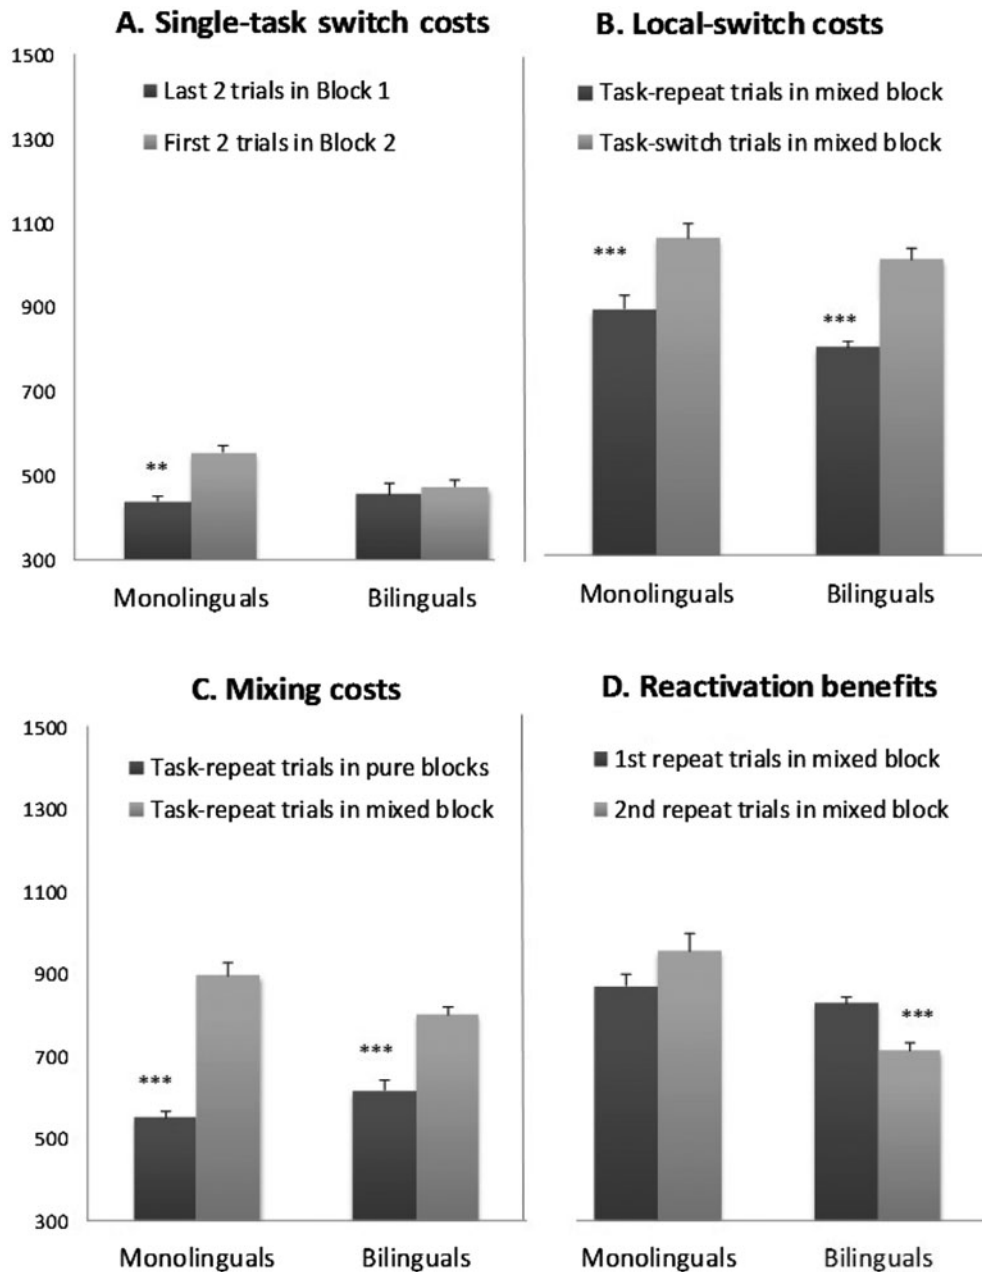 A. Single-task switch costs
1500
1300
1100
900
700
500
300
Last 2 trials in Block 1
First 2 trials in Block 2
**
Monolinguals
Bilinguals
B. Local-switch costs
Task-repeat trials in mixed block
Task-switch trials in mixed block
***
***
Monolinguals
Bilinguals
C. Mixing costs
1500
1300
1100
900
700
500
300
Task-repeat trials in pure blocks
Task-repeat trials in mixed block
***
***
Monolinguals
Bilinguals
D. Reactivation benefits
1st repeat trials in mixed block
2nd repeat trials in mixed block
***
Monolinguals
Bilinguals